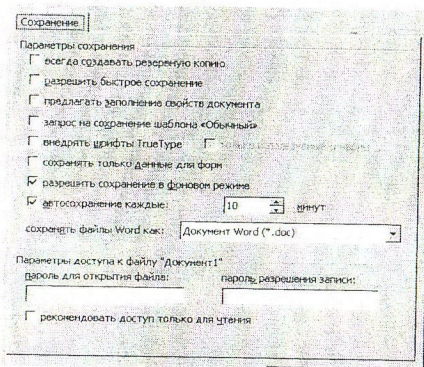 Сохранение
Параметры сохранения
всегда создавать резервную копию
разрешить быстрое сохранение
предлагать заполнение свойств документа
запрос на сохранение шаблона «Обычный»
внедрять шрифты TrueType
сохранять только данные для форм
разрешить сохранение в фоновом режиме
автосохранение каждые: 10 минут
сохранять файлы Word как: Документ Word (*.doc)
Параметры доступа к файлу "Документ1"
пароль для открытия файла: пароль разрешения записи:
рекомендовать доступ только для чтения